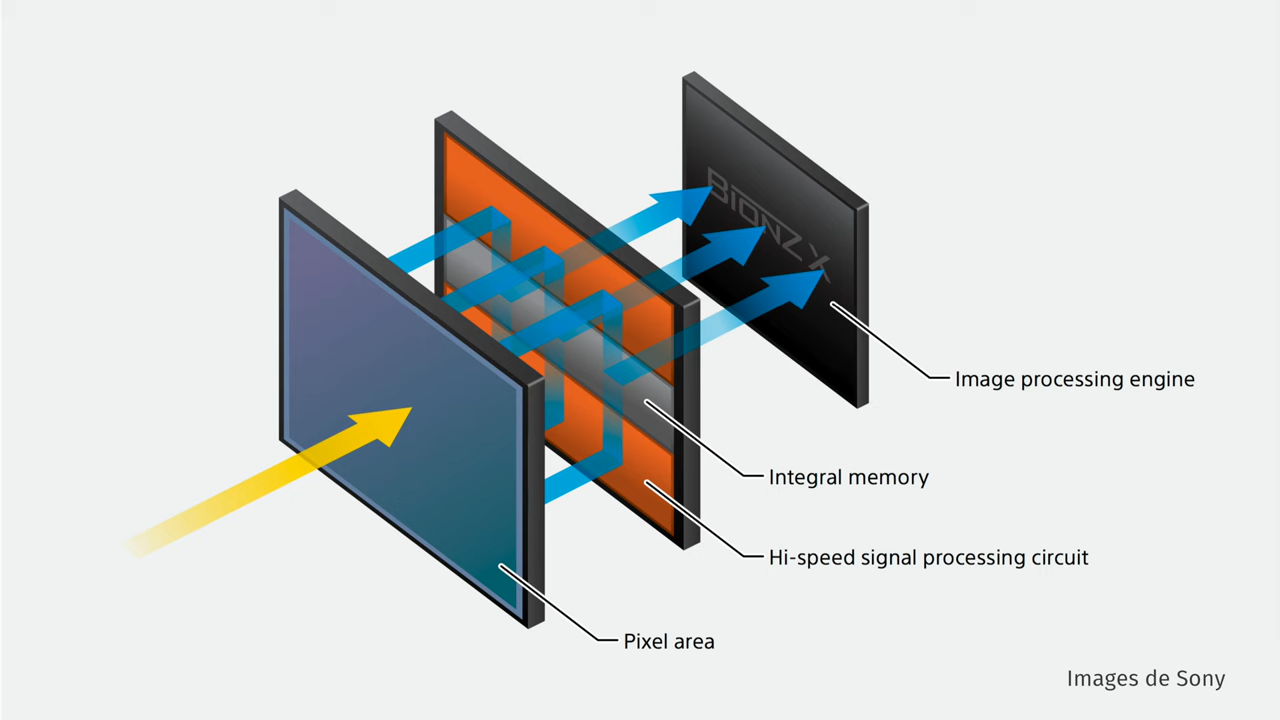 BIONZ X
Image processing engine
Integral memory
Hi-speed signal processing circuit
Pixel area
Images de Sony